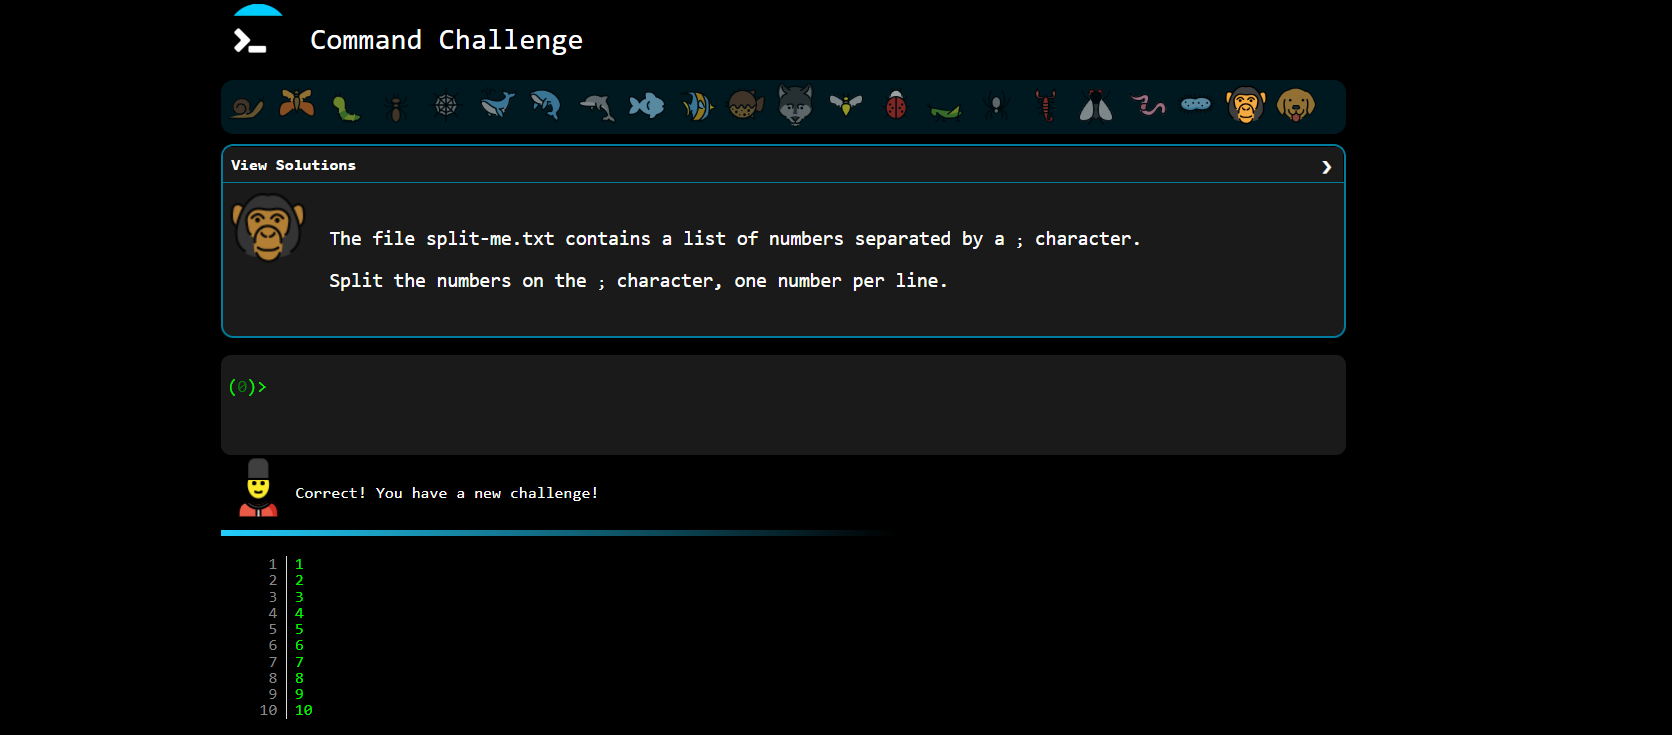 Command Challenge
View Solutions
The file split-me.txt contains a list of numbers separated by a ; character.
Split the numbers on the ; character, one number per line.
(0)>
Correct! You have a new challenge!
1 1
2 2
3 3
4 4
5 5
6 6
7 7
8 8
9 9
10 10